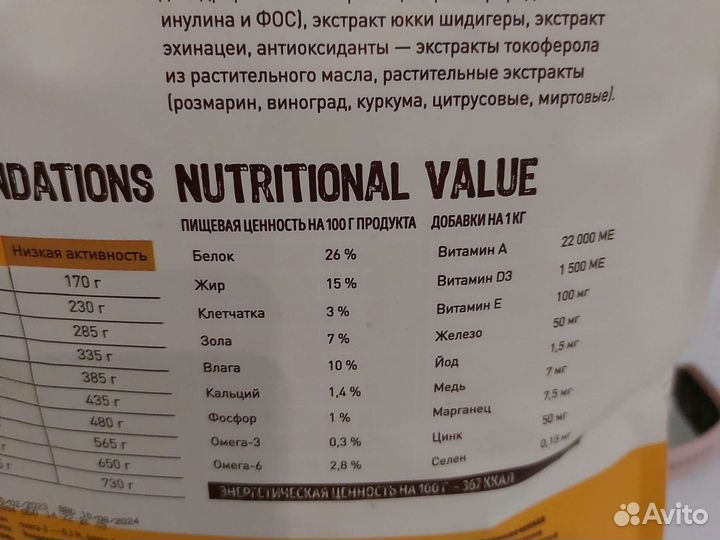 инулина и ФОС), экстракт юкки шидигеры, экстракт
эхинацеи, антиоксиданты — экстракты токоферола
из растительного масла, растительные экстракты
(розмарин, виноград, куркума, цитрусовые, миртовые).
NDATIONS NUTRITIONAL VALUE
Низкая активность
170 г
230 г
285 г
335 г
385 г
435 г
480 г
565 г
650 г
730 г
ПИЩЕВАЯ ЦЕННОСТЬ НА 100 Г ПРОДУКТА
Белок 26 %
Жир 15 %
Клетчатка 3 %
Зола 7 %
Влага 10 %
Кальций 1,4 %
Фосфор 1 %
Омега-3 0,3 %
Омега-6 2,8 %
ДОБАВКИ НА 1 КГ
Витамин А 22 000 МЕ
Витамин D3 1 500 МЕ
Витамин Е 100 мг
Железо 50 мг
Йод 1,5 мг
Медь 7 мг
Марганец 7,5 мг
Цинк 50 мг
Селен 0,15 мг
ЭНЕРГЕТИЧЕСКАЯ ЦЕННОСТЬ НА 100 Г - 367 ККАЛ
Avito